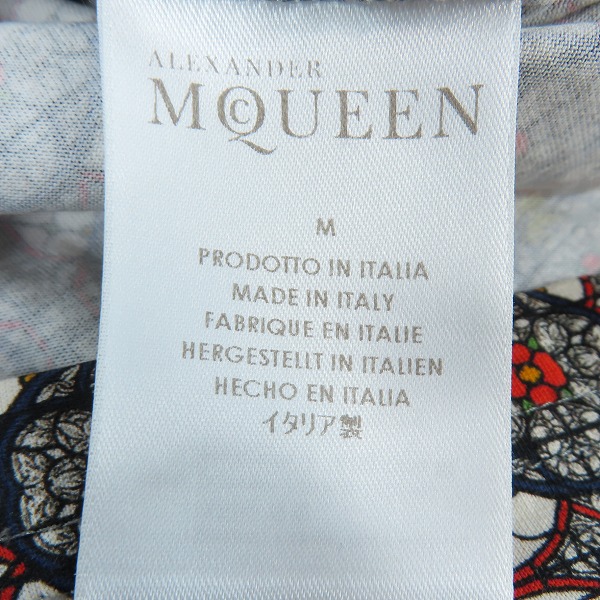 ALEXANDER
McQUEEN
M
PRODOTTO IN ITALIA
MADE IN ITALY
FABRIQUE EN ITALIE
HERGESTELLT IN ITALIEN
HECHO EN ITALIA
イタリア製